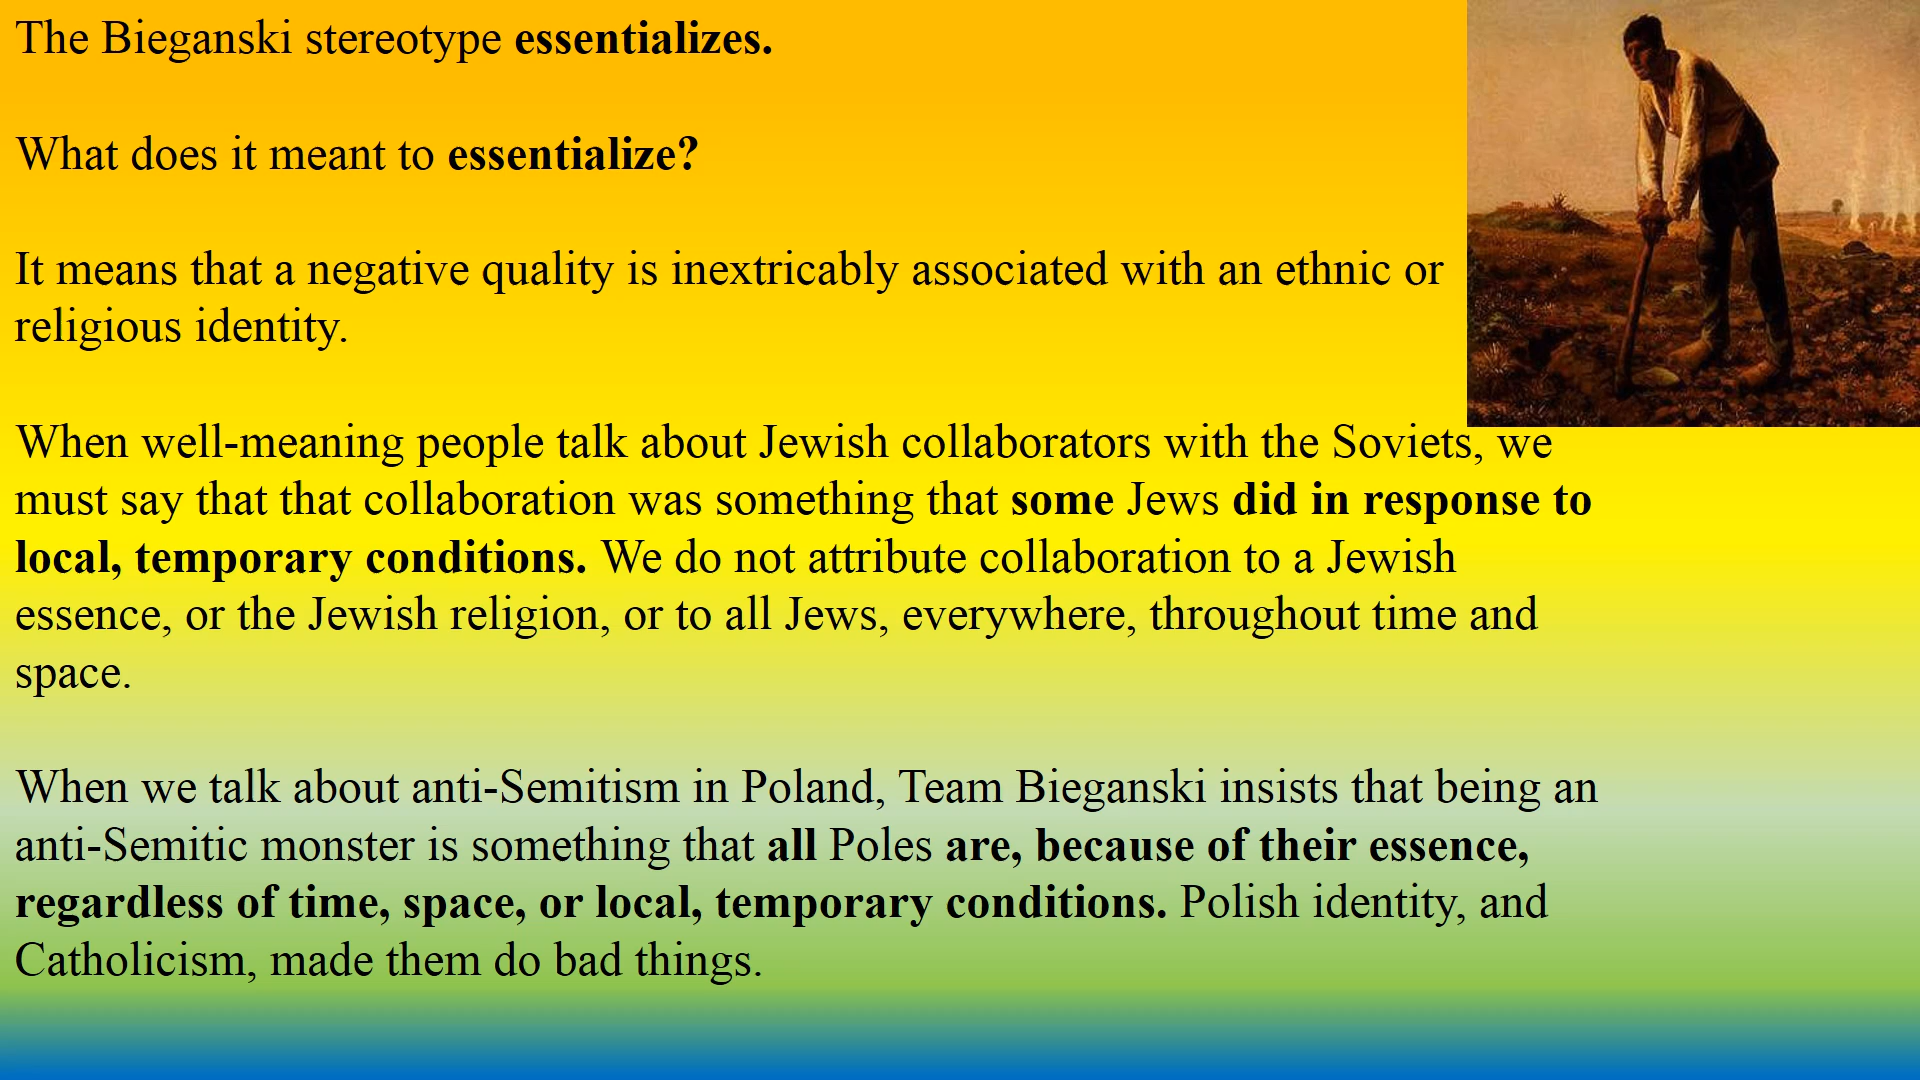 The Bieganski stereotype essentializes.
What does it meant to essentialize?
It means that a negative quality is inextricably associated with an ethnic or
religious identity.
When well-meaning people talk about Jewish collaborators with the Soviets, we
must say that that collaboration was something that some Jews did in response to
local, temporary conditions. We do not attribute collaboration to a Jewish
essence, or the Jewish religion, or to all Jews, everywhere, throughout time and
space.
When we talk about anti-Semitism in Poland, Team Bieganski insists that being an
anti-Semitic monster is something that all Poles are, because of their essence,
regardless of time, space, or local, temporary conditions. Polish identity, and
Catholicism, made them do bad things.